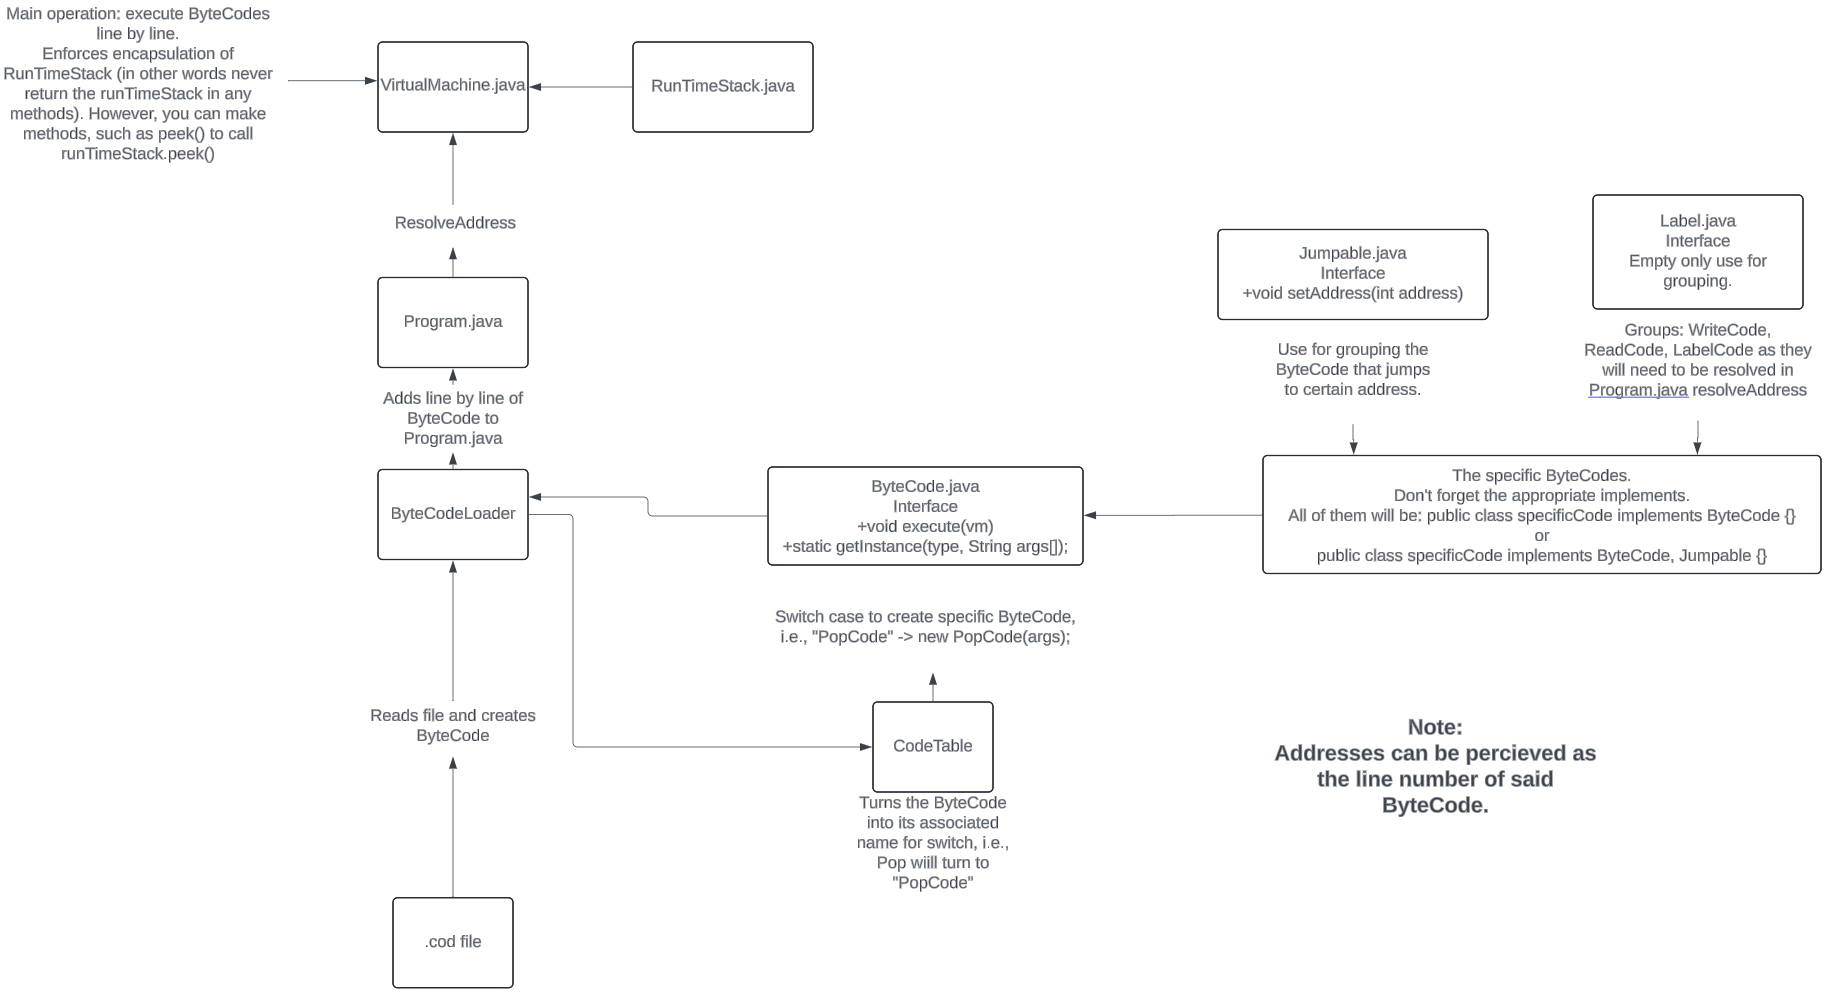 Main operation: execute ByteCodes
line by line.
Enforces encapsulation of
RunTimeStack (in other words never
return the runTimeStack in any
methods). However, you can make
methods, such as peek() to call
runTimeStack.peek()
VirtualMachine.java
RunTimeStack.java
ResolveAddress
Program.java
Adds line by line of
ByteCode to
Program.java
ByteCodeLoader
Reads file and creates
ByteCode
.cod file
ByteCode.java
Interface
+void execute(vm)
+static getInstance(type, String args[]);
Switch case to create specific ByteCode,
i.e., "PopCode" -> new PopCode(args);
CodeTable
Turns the ByteCode
into its associated
name for switch, i.e.,
Pop wiill turn to
"PopCode"
Jumpable.java
Interface
+void setAddress(int address)
Use for grouping the
ByteCode that jumps
to certain address.
Label.java
Interface
Empty only use for
grouping.
Groups: WriteCode,
ReadCode, LabelCode as they
will need to be resolved in
Program.java resolveAddress
The specific ByteCodes.
Don't forget the appropriate implements.
All of them will be: public class specificCode implements ByteCode {}
or
public class specificCode implements ByteCode, Jumpable {}
Note:
Addresses can be percieved as
the line number of said
ByteCode.